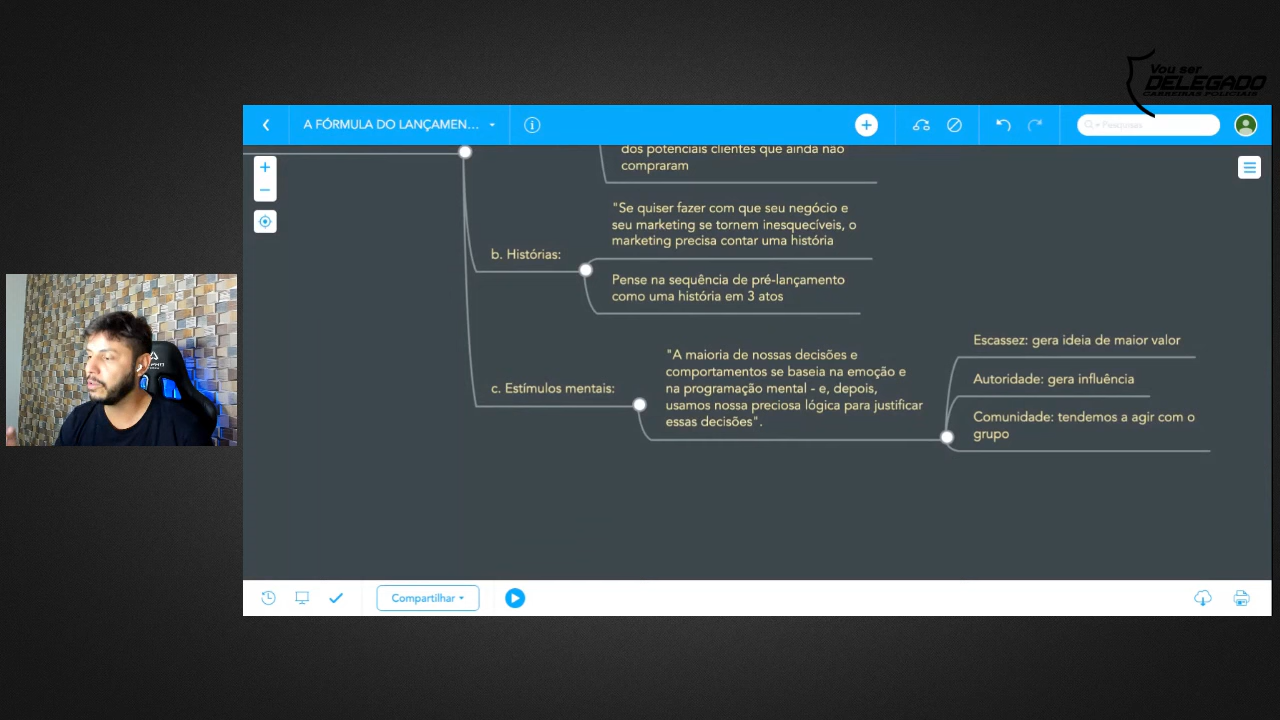 Vou ser
DELEGADO
CARREIRAS POLICIAIS
A FÓRMULA DO LANÇAMEN...
Pesquisar
dos potenciais clientes que ainda não
compraram
"Se quiser fazer com que seu negócio e
seu marketing se tornem inesquecíveis, o
marketing precisa contar uma história
b. Histórias:
Pense na sequência de pré-lançamento
como uma história em 3 atos
c. Estímulos mentais:
"A maioria de nossas decisões e
comportamentos se baseia na emoção e
na programação mental - e, depois,
usamos nossa preciosa lógica para justificar
essas decisões".
Escassez: gera ideia de maior valor
Autoridade: gera influência
Comunidade: tendemos a agir com o
grupo
Compartilhar